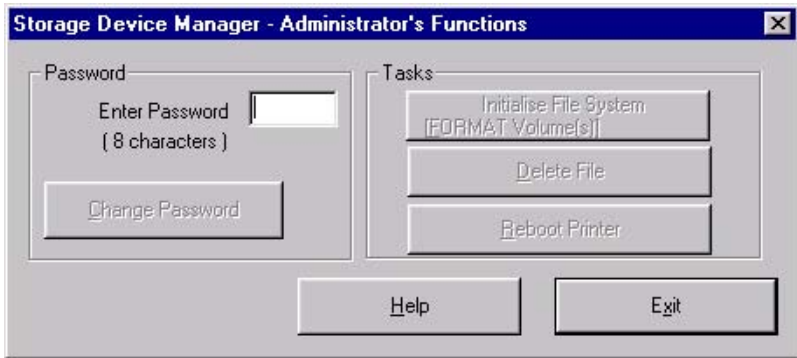 Storage Device Manager - Administrator's Functions
Password
Enter Password
( 8 characters )
Change Password
Tasks
Initialise File System
[FORMAT Volume(s)]
Delete File
Reboot Printer
Help
Exit